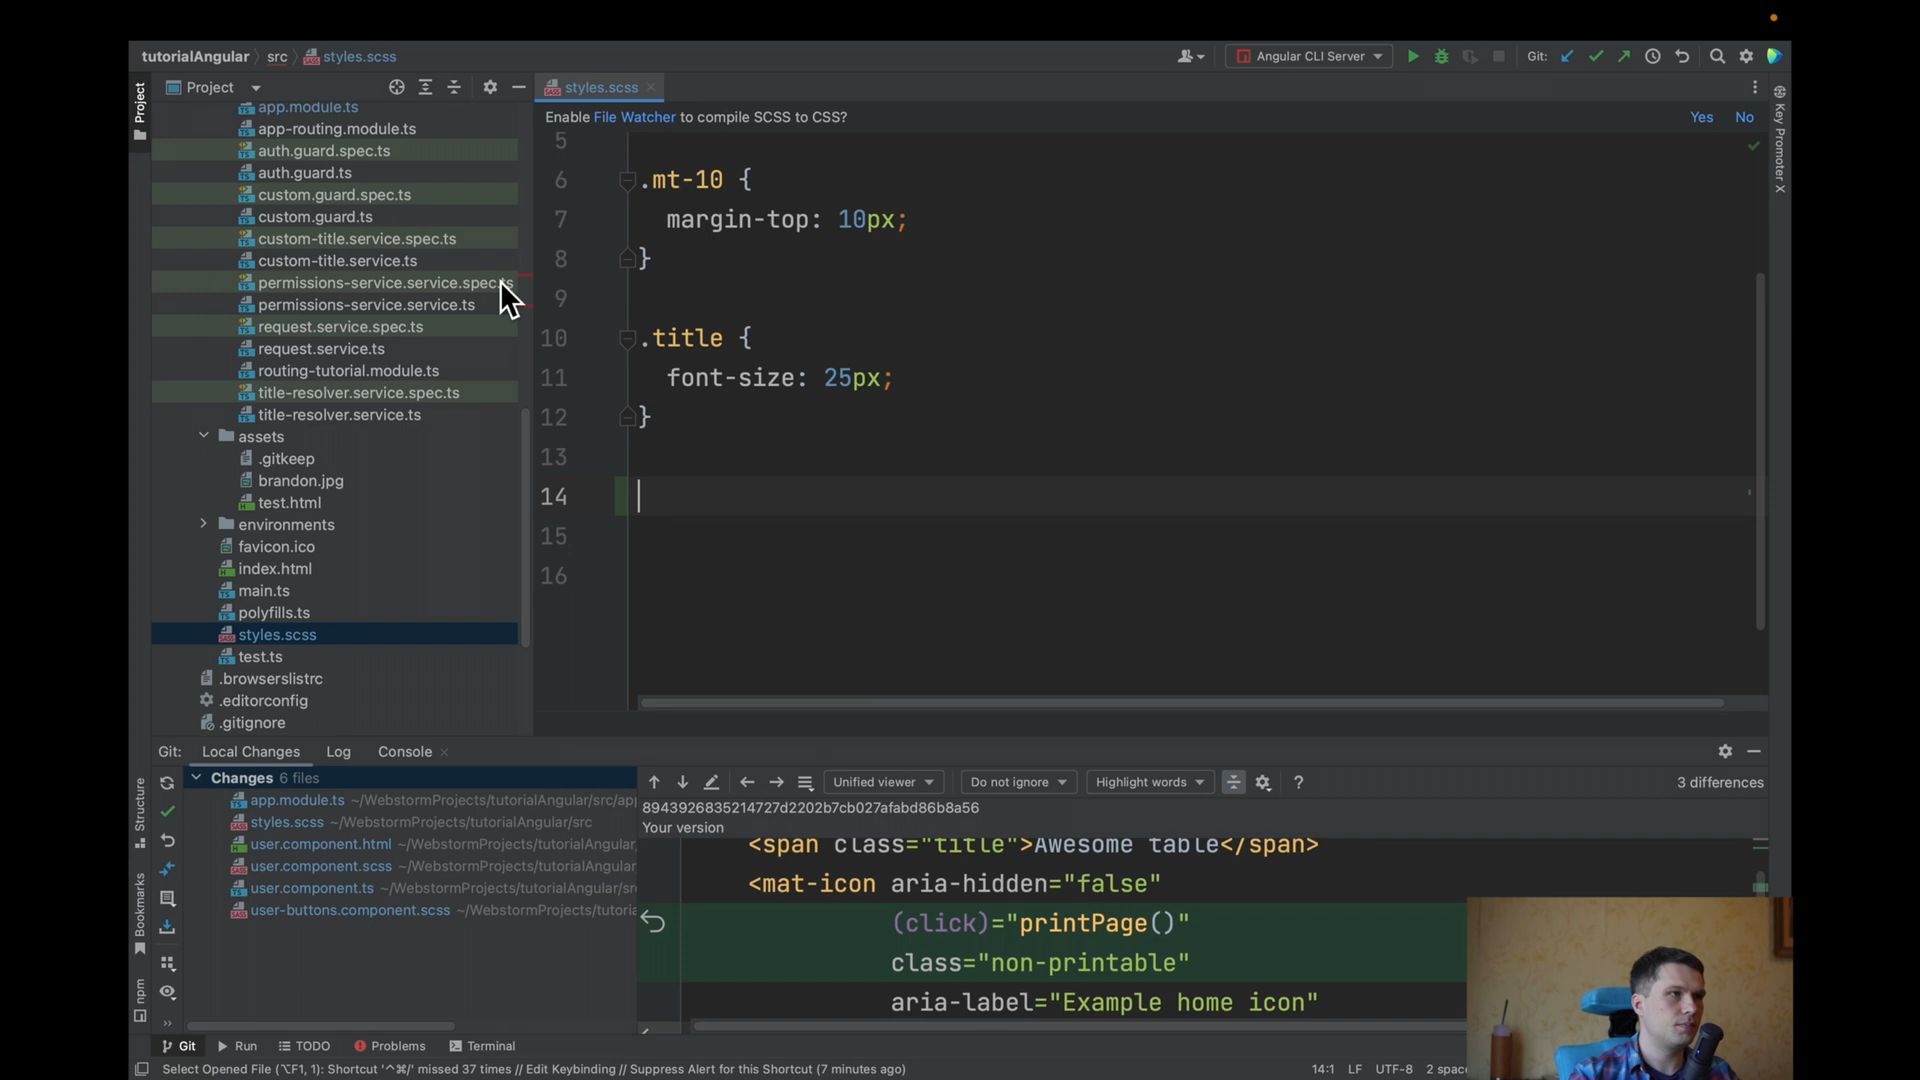 tutorialAngular
src
styles.scss
Angular CLI Server
Git:
Project
Project
styles.scss
Enable File Watcher to compile SCSS to CSS?
Yes
No
Key Promoter X
app.module.ts
app-routing.module.ts
auth.guard.spec.ts
auth.guard.ts
custom.guard.spec.ts
custom.guard.ts
custom-title.service.spec.ts
custom-title.service.ts
permissions-service.service.spec.ts
permissions-service.service.ts
request.service.spec.ts
request.service.ts
routing-tutorial.module.ts
title-resolver.service.spec.ts
title-resolver.service.ts
assets
.gitkeep
brandon.jpg
test.html
environments
favicon.ico
index.html
main.ts
polyfills.ts
styles.scss
test.ts
.browserslistrc
.editorconfig
.gitignore
5
6 .mt-10 {
7 margin-top: 10px;
8 }
9
10 .title {
11 font-size: 25px;
12 }
13
14
15
16
Git:
Local Changes
Log
Console
Structure
Bookmarks
npm
Changes 6 files
app.module.ts ~/WebstormProjects/tutorialAngular/src/app
styles.scss ~/WebstormProjects/tutorialAngular/src
user.component.html ~/WebstormProjects/tutorialAngular/
user.component.scss ~/WebstormProjects/tutorialAngular/
user.component.ts ~/WebstormProjects/tutorialAngular/sr
user-buttons.component.scss ~/WebstormProjects/tutoria
Unified viewer
Do not ignore
Highlight words
?
3 differences
8943926835214727d2202b7cb027afabd86b8a56
Your version
<span class="title">Awesome table</span>
<mat-icon aria-hidden="false"
(click)="printPage()"
class="non-printable"
aria-label="Example home icon"
Git
Run
TODO
Problems
Terminal
Select Opened File (⌥F1, 1): Shortcut '^⌘/' missed 37 times // Edit Keybinding // Suppress Alert for this Shortcut (7 minutes ago)
14:1
LF
UTF-8
2 spac